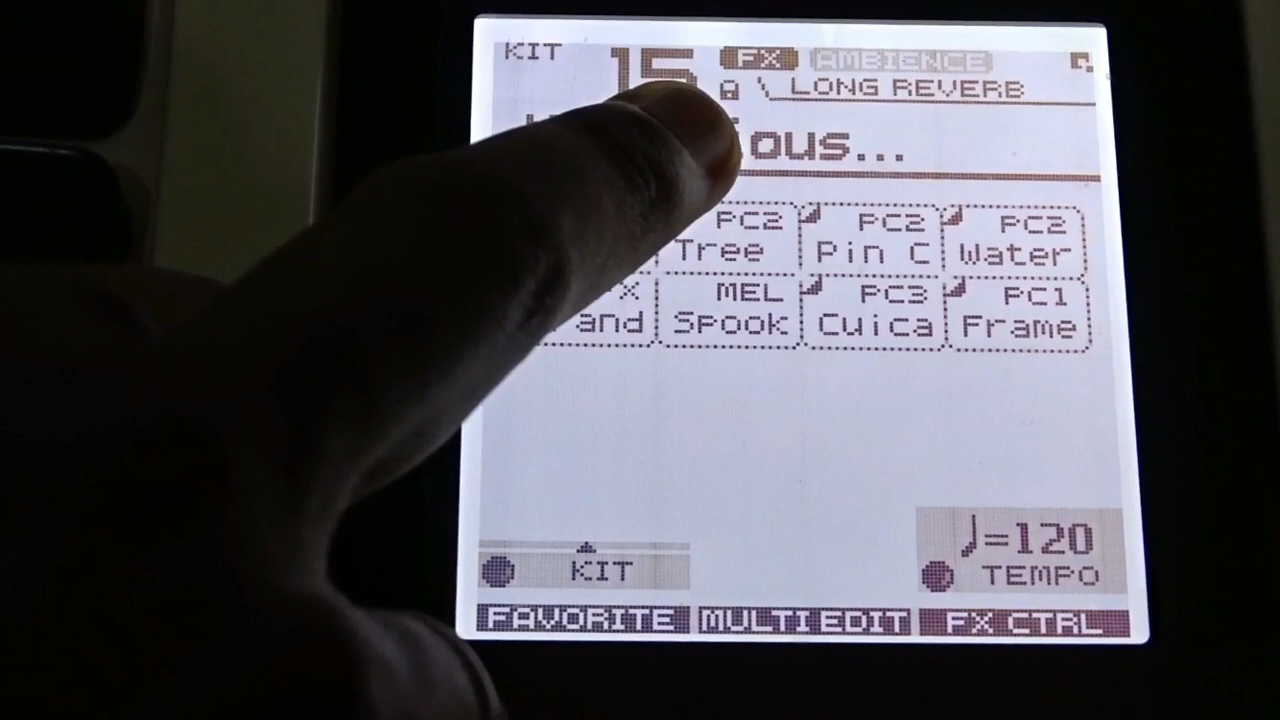 KIT 15 FX AMBIENCE
LONG REVERB
ous...
PC2 PC2 PC2
Tree Pin C Water
X MEL PC3 PC1
and Spook Cuica Frame
♩=120
KIT TEMPO
FAVORITE MULTI EDIT FX CTRL